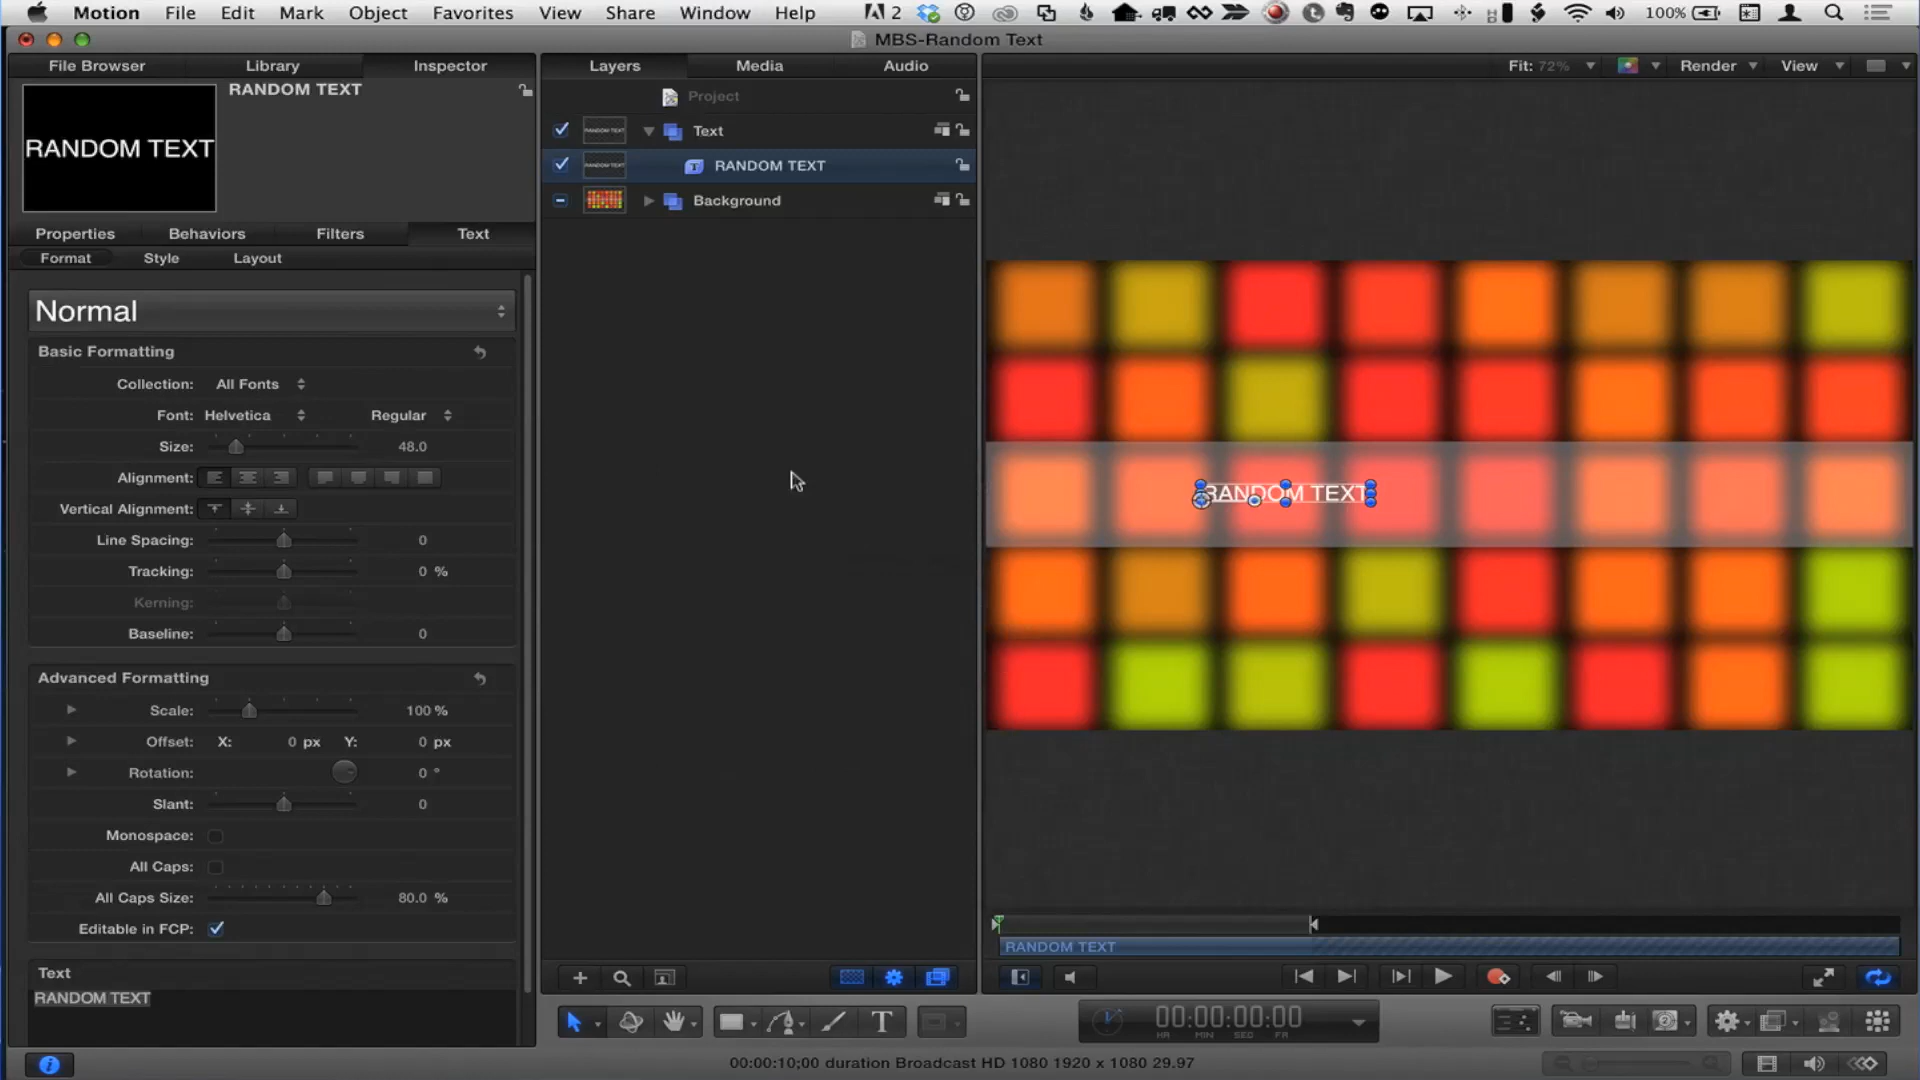 Motion File Edit Mark Object Favorites View Share Window Help 2 100%
MBS-Random Text
File Browser Library Inspector Layers Media Audio Fit: 72% Render View
RANDOM TEXT
RANDOM TEXT
Project
Text
RANDOM TEXT
Background
Properties Behaviors Filters Text
Format Style Layout
Normal
Basic Formatting
Collection: All Fonts
Font: Helvetica Regular
Size: 48.0
Alignment:
Vertical Alignment:
Line Spacing: 0
Tracking: 0 %
Kerning:
Baseline: 0
Advanced Formatting
Scale: 100 %
Offset: X: 0 px Y: 0 px
Rotation: 0 °
Slant: 0
Monospace:
All Caps:
All Caps Size: 80.0 %
Editable in FCP:
Text
RANDOM TEXT
RANDOM TEXT
RANDOM TEXT
00:00:00:00
HR MIN SEC FR
00:00:10;00 duration Broadcast HD 1080 1920 x 1080 29.97